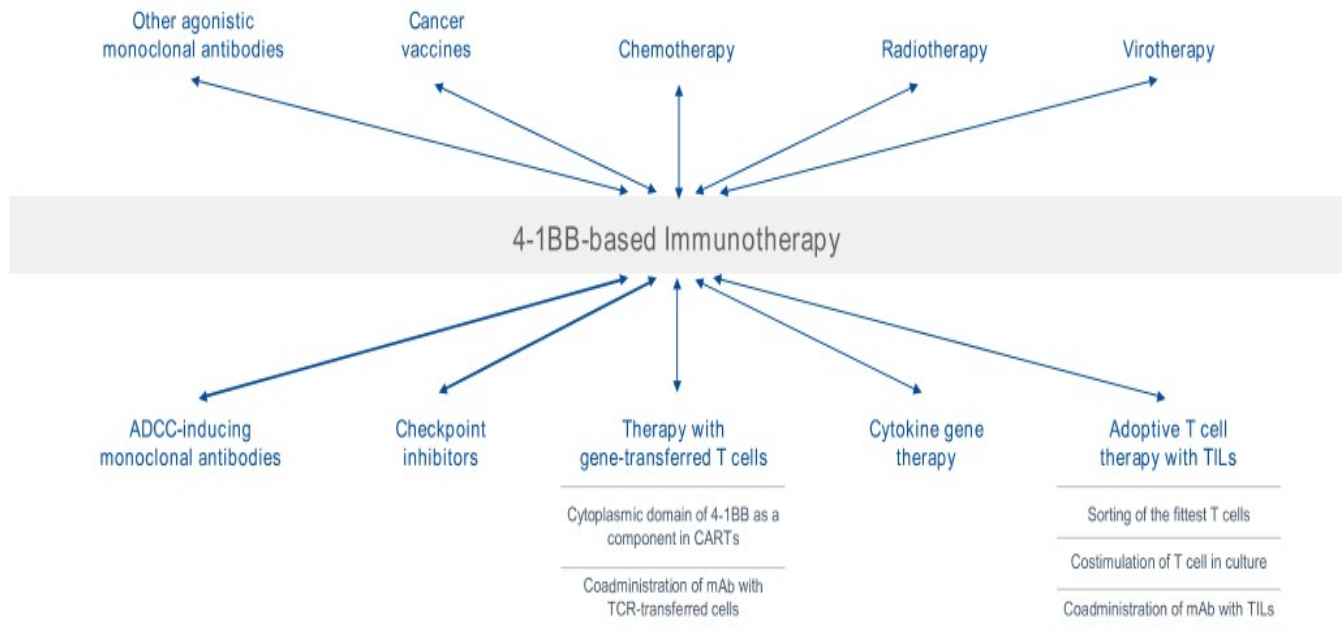 Other agonistic
monoclonal antibodies
Cancer
vaccines
Chemotherapy
Radiotherapy
Virotherapy
4-1BB-based Immunotherapy
ADCC-inducing
monoclonal antibodies
Checkpoint
inhibitors
Therapy with
gene-transferred T cells
Cytoplasmic domain of 4-1BB as a
component in CARTs
Coadministration of mAb with
TCR-transferred cells
Cytokine gene
therapy
Adoptive T cell
therapy with TILs
Sorting of the fittest T cells
Costimulation of T cell in culture
Coadministration of mAb with TILs